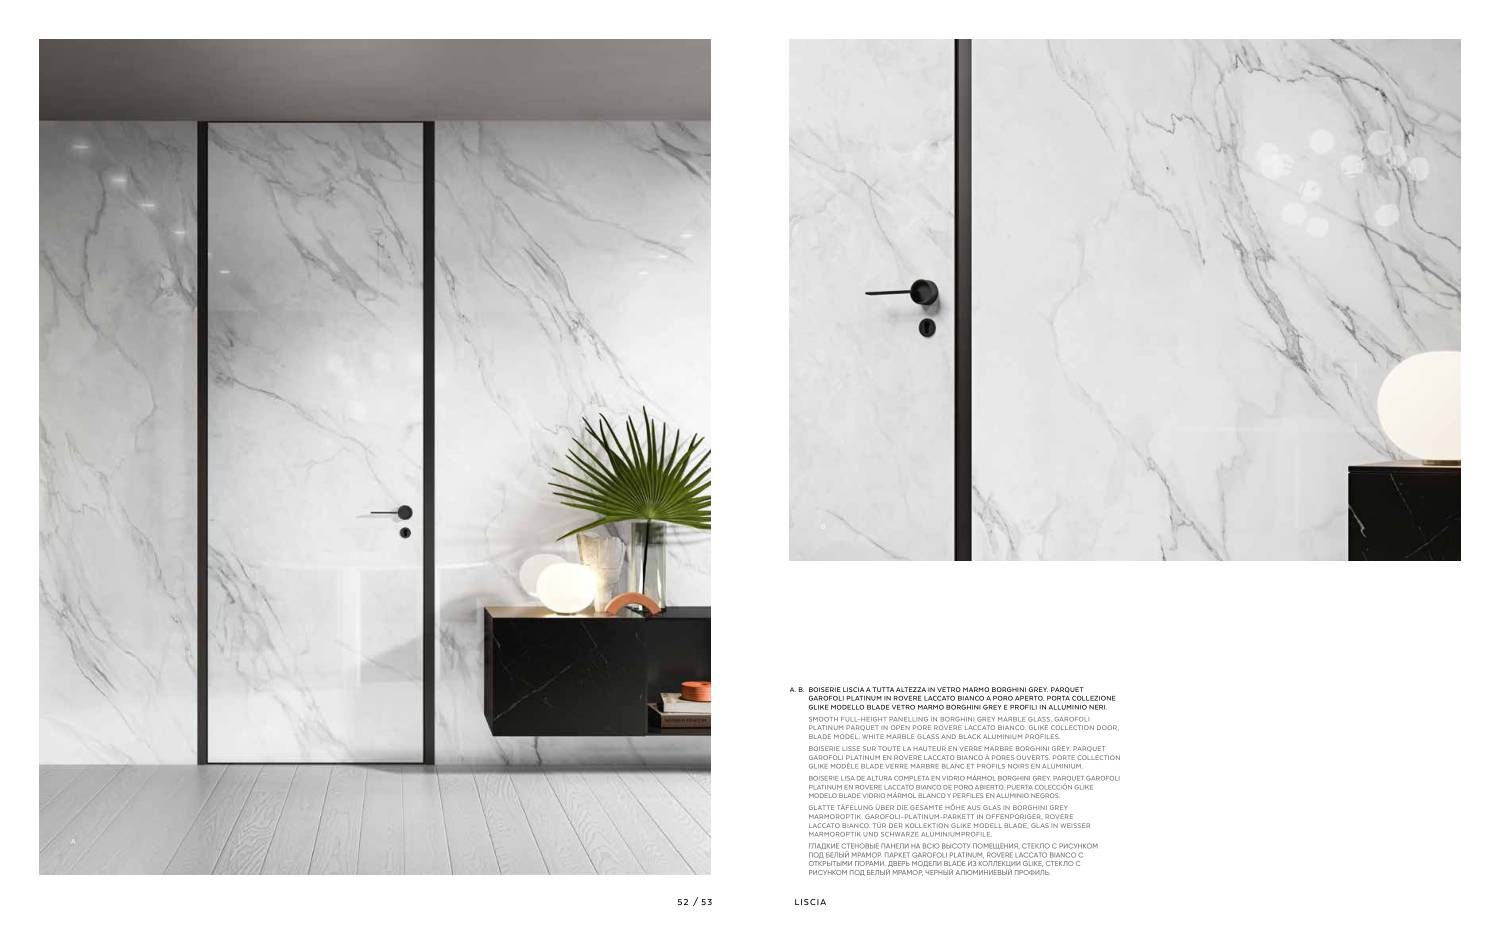 A
B
A. B. BOISERIE LISCIA A TUTTA ALTEZZA IN VETRO MARMO BORGHINI GREY. PARQUET
GAROFOLI PLATINUM IN ROVERE LACCATO BIANCO A PORO APERTO. PORTA COLLEZIONE
GLIKE MODELLO BLADE VETRO MARMO BORGHINI GREY E PROFILI IN ALLUMINIO NERI.
SMOOTH FULL-HEIGHT PANELLING IN BORGHINI GREY MARBLE GLASS. GAROFOLI
PLATINUM PARQUET IN OPEN PORE ROVERE LACCATO BIANCO. GLIKE COLLECTION DOOR,
BLADE MODEL, WHITE MARBLE GLASS AND BLACK ALUMINIUM PROFILES.
BOISERIE LISSE SUR TOUTE LA HAUTEUR EN VERRE MARBRE BORGHINI GREY. PARQUET
GAROFOLI PLATINUM EN ROVERE LACCATO BIANCO À PORES OUVERTS. PORTE COLLECTION
GLIKE MODÈLE BLADE VERRE MARBRE BLANC ET PROFILS NOIRS EN ALUMINIUM.
BOISERIE LISA DE ALTURA COMPLETA EN VIDRIO MÁRMOL BORGHINI GREY. PARQUET GAROFOLI
PLATINUM EN ROVERE LACCATO BIANCO DE PORO ABIERTO. PUERTA COLECCIÓN GLIKE
MODELO BLADE VIDRIO MÁRMOL BLANCO Y PERFILES EN ALUMINIO NEGROS.
GLATTE TÄFELUNG ÜBER DIE GESAMTE HÖHE AUS GLAS IN BORGHINI GREY
MARMOROPTIK. GAROFOLI-PLATINUM-PARKETT IN OFFENPORIGER, ROVERE
LACCATO BIANCO. TÜR DER KOLLEKTION GLIKE MODELL BLADE, GLAS IN WEISSER
MARMOROPTIK UND SCHWARZE ALUMINIUMPROFILE.
ГЛАДКИЕ СТЕНОВЫЕ ПАНЕЛИ НА ВСЮ ВЫСОТУ ПОМЕЩЕНИЯ, СТЕКЛО С РИСУНКОМ
ПОД БЕЛЫЙ МРАМОР. ПАРКЕТ GAROFOLI PLATINUM, ROVERE LACCATO BIANCO С
ОТКРЫТЫМИ ПОРАМИ. ДВЕРЬ МОДЕЛИ BLADE ИЗ КОЛЛЕКЦИИ GLIKE, СТЕКЛО С
РИСУНКОМ ПОД БЕЛЫЙ МРАМОР, ЧЕРНЫЙ АЛЮМИНИЕВЫЙ ПРОФИЛЬ.
52 / 53
LISCIA